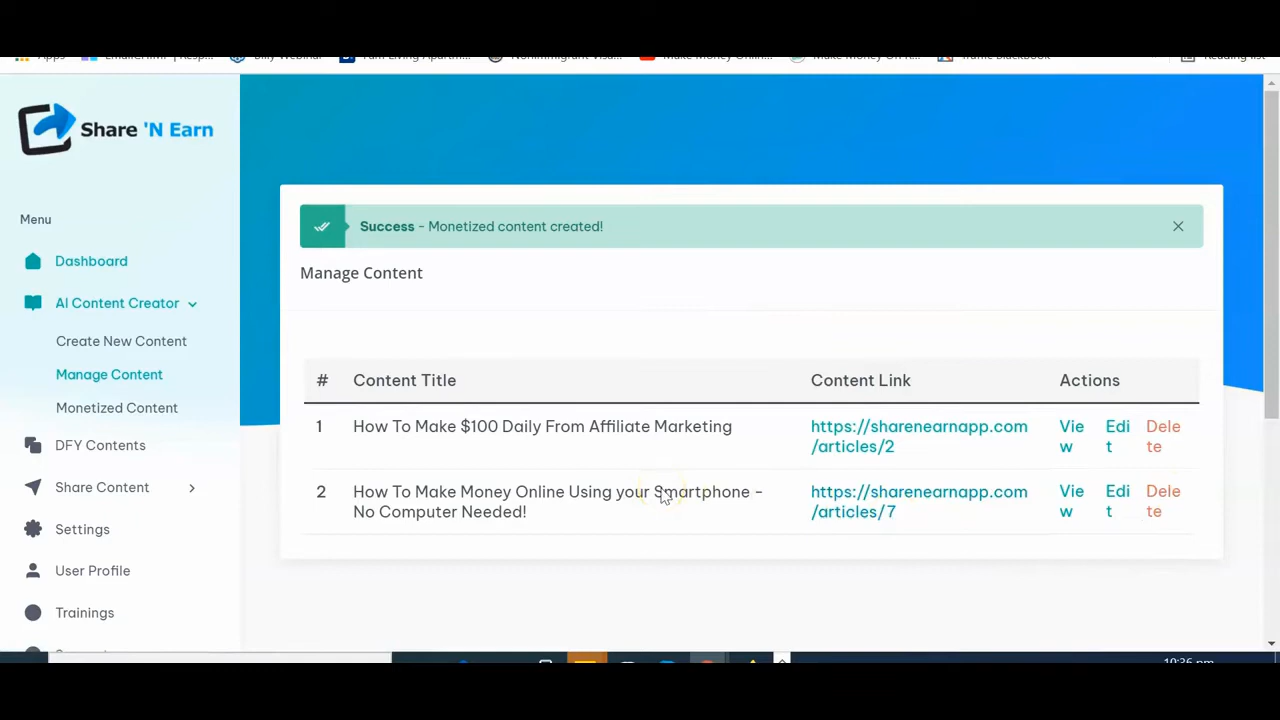 Share 'N Earn
Menu
Dashboard
AI Content Creator
Create New Content
Manage Content
Monetized Content
DFY Contents
Share Content
Settings
User Profile
Trainings
Success - Monetized content created!
Manage Content
# Content Title Content Link Actions
1 How To Make $100 Daily From Affiliate Marketing https://sharenearnapp.com Vie Edi Dele
/articles/2 w t te
2 How To Make Money Online Using your Smartphone - https://sharenearnapp.com Vie Edi Dele
No Computer Needed! /articles/7 w t te